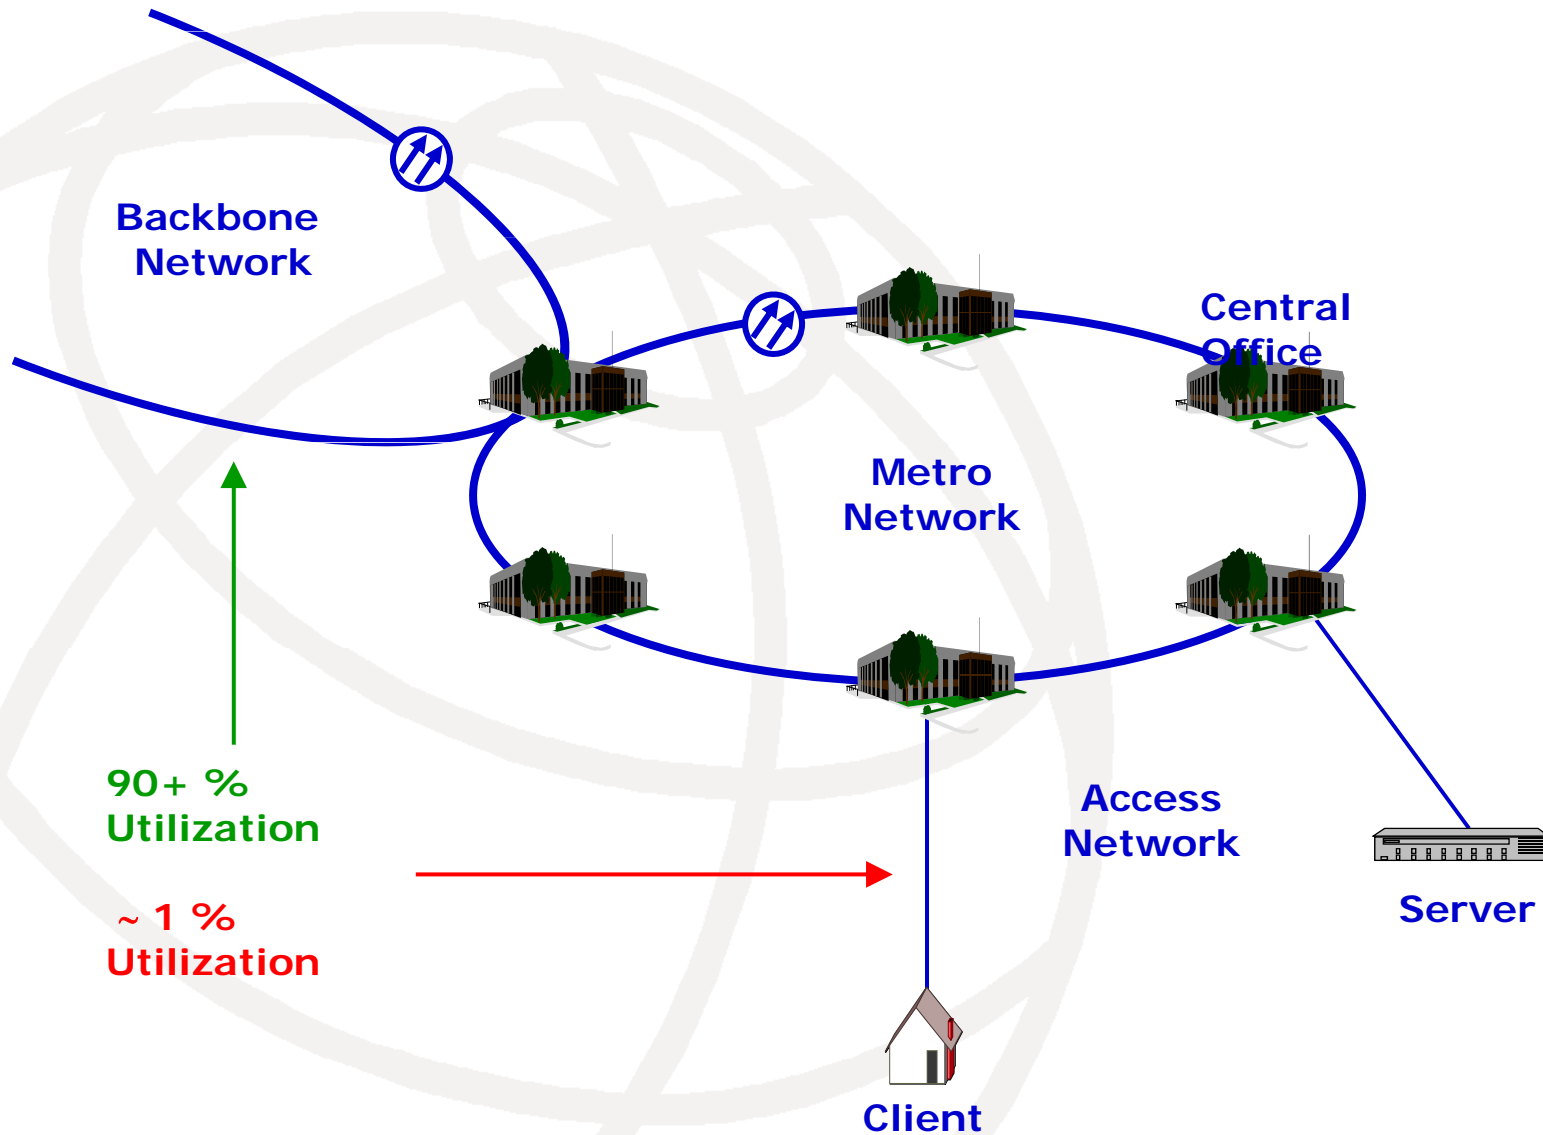 Backbone
Network
Central
Office
Metro
Network
90+ %
Utilization
Access
Network
~ 1 %
Utilization
Server
Client